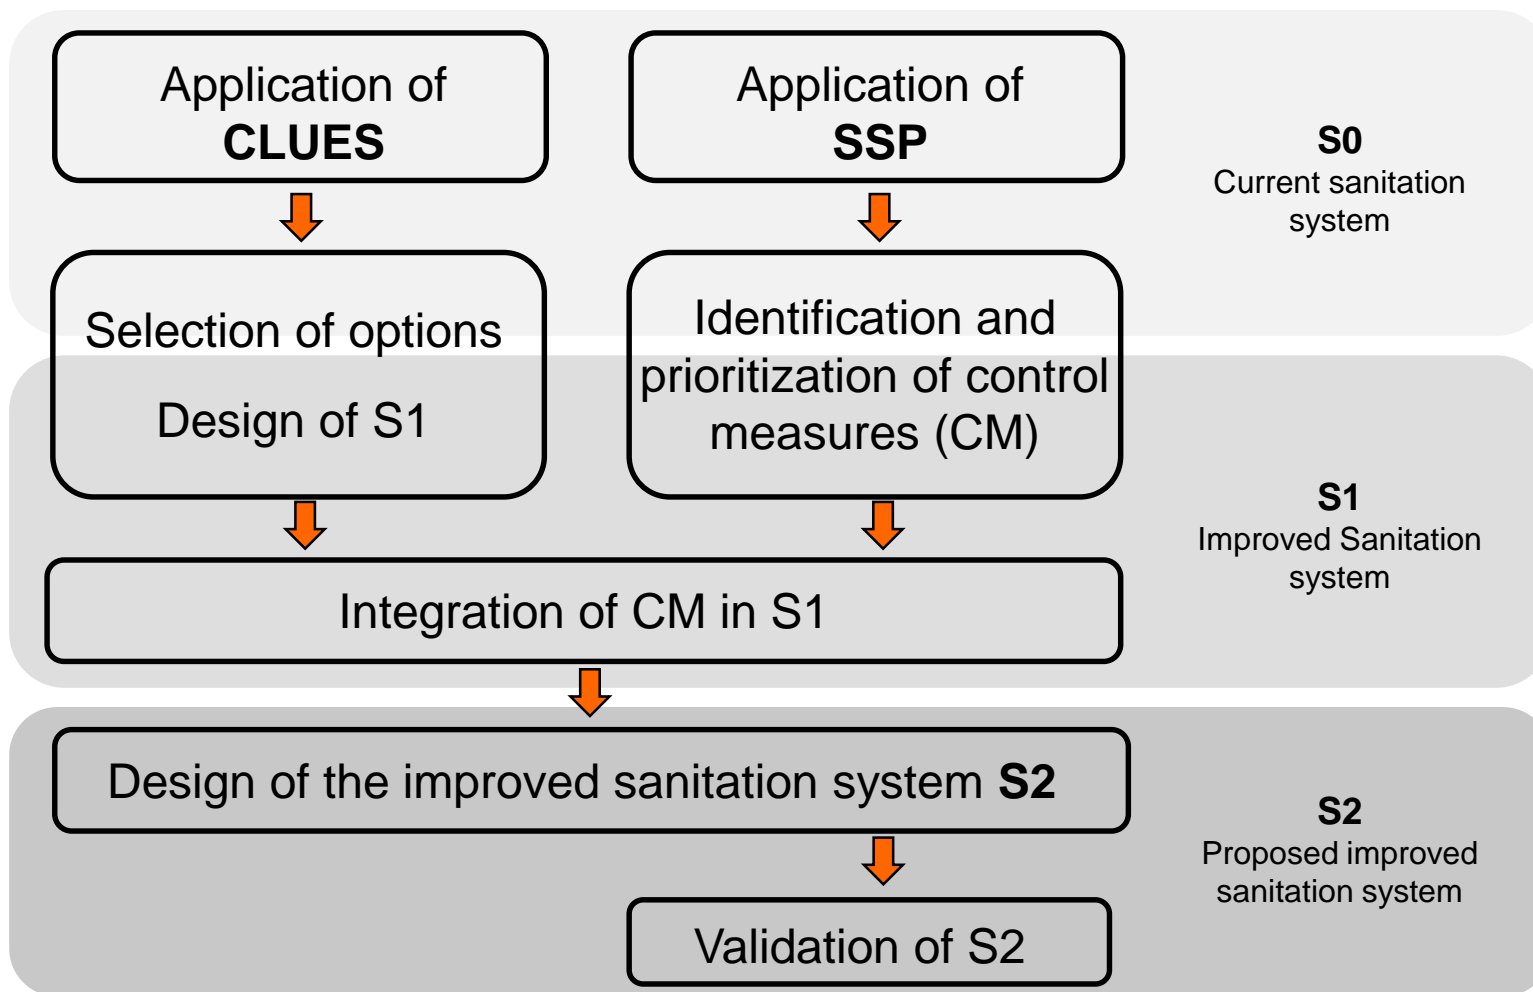 Application of
CLUES
Application of
SSP
S0
Current sanitation
system
Selection of options
Design of S1
Identification and
prioritization of control
measures (CM)
S1
Improved Sanitation
system
Integration of CM in S1
Design of the improved sanitation system S2
S2
Proposed improved
sanitation system
Validation of S2